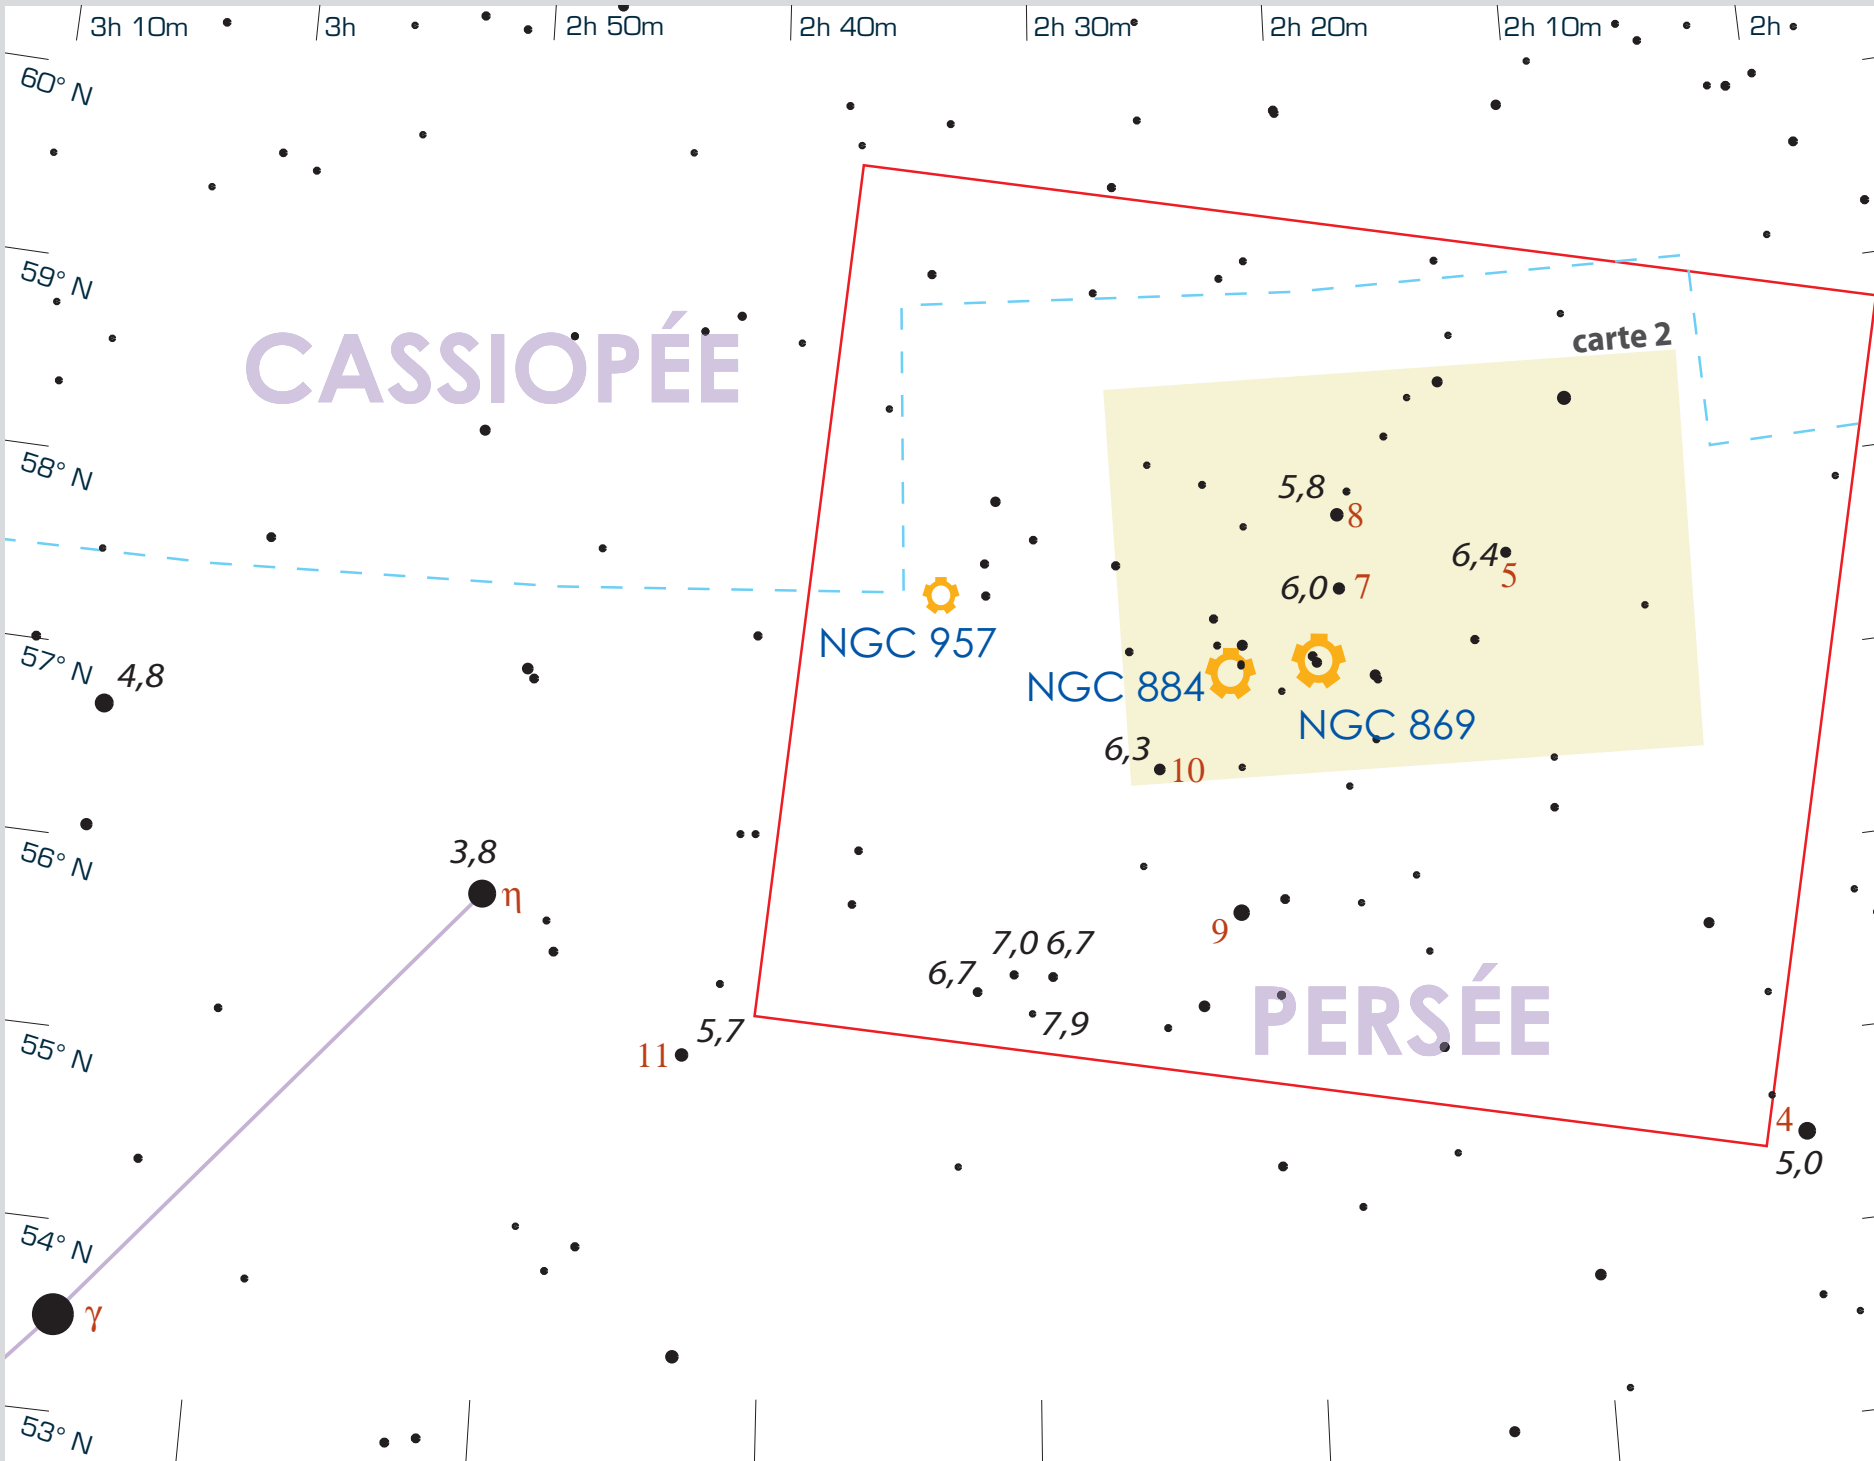 3h 10m
3h
2h 50m
2h 40m
2h 30m
2h 20m
2h 10m
2h
60° N
59° N
CASSIOPÉE
carte 2
58° N
5,8
8
6,4
5
6,0
7
NGC 957
57° N
4,8
NGC 884
NGC 869
6,3
10
56° N
3,8
η
9
7,0 6,7
6,7
PERSÉE
7,9
5,7
11
55° N
4
5,0
54° N
γ
53° N